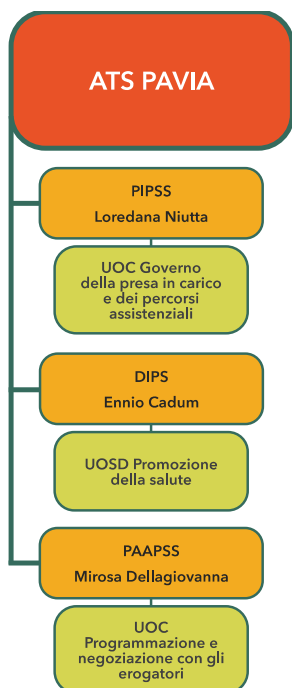 ATS PAVIA
PIPSS
Loredana Niutta
UOC Governo
della presa in carico
e dei percorsi
assistenziali
DIPS
Ennio Cadum
UOSD Promozione
della salute
PAAPSS
Mirosa Dellagiovanna
UOC
Programmazione e
negoziazione con gli
erogatori